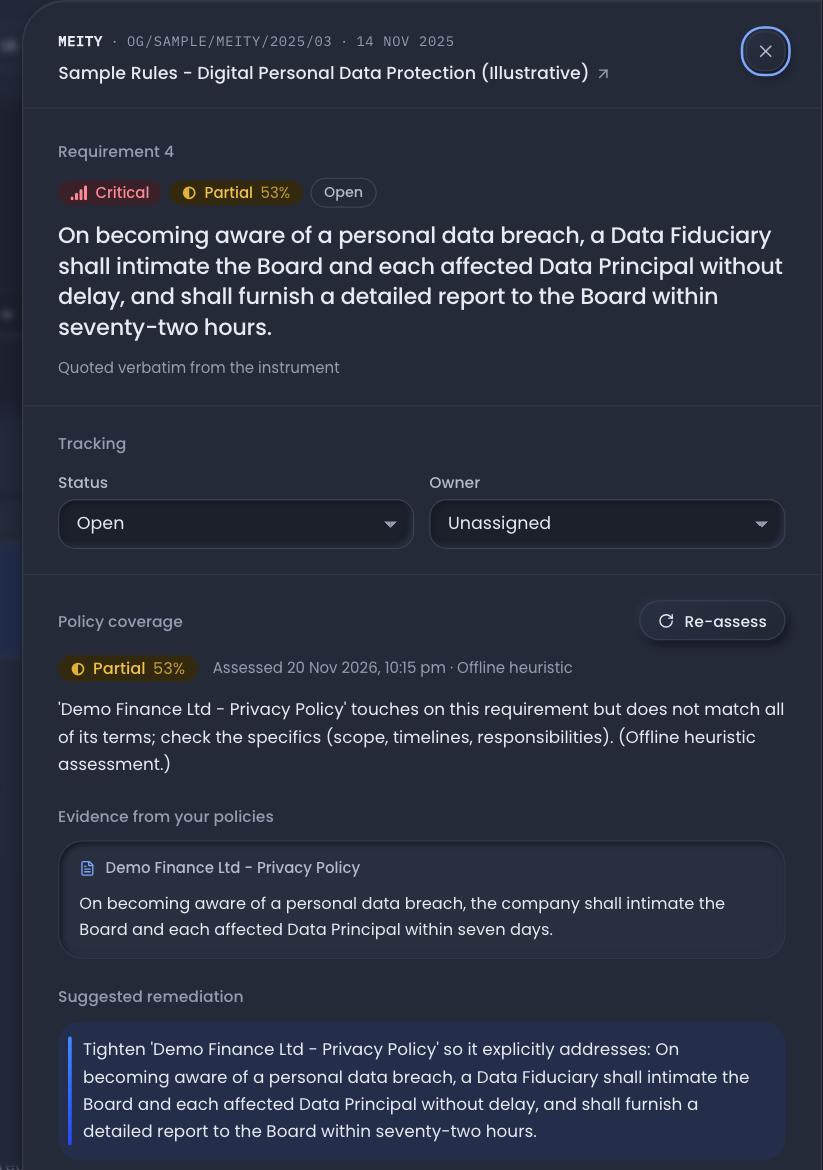 MEITY · OG/SAMPLE/MEITY/2025/03 · 14 NOV 2025
Sample Rules – Digital Personal Data Protection (Illustrative) ↗
Requirement 4
Critical Partial 53% Open
On becoming aware of a personal data breach, a Data Fiduciary
shall intimate the Board and each affected Data Principal without
delay, and shall furnish a detailed report to the Board within
seventy-two hours.
Quoted verbatim from the instrument
Tracking
Status Owner
Open Unassigned
Policy coverage Re-assess
Partial 53% Assessed 20 Nov 2026, 10:15 pm · Offline heuristic
'Demo Finance Ltd – Privacy Policy' touches on this requirement but does not match all
of its terms; check the specifics (scope, timelines, responsibilities). (Offline heuristic
assessment.)
Evidence from your policies
Demo Finance Ltd – Privacy Policy
On becoming aware of a personal data breach, the company shall intimate the
Board and each affected Data Principal within seven days.
Suggested remediation
Tighten 'Demo Finance Ltd – Privacy Policy' so it explicitly addresses: On
becoming aware of a personal data breach, a Data Fiduciary shall intimate the
Board and each affected Data Principal without delay, and shall furnish a
detailed report to the Board within seventy-two hours.